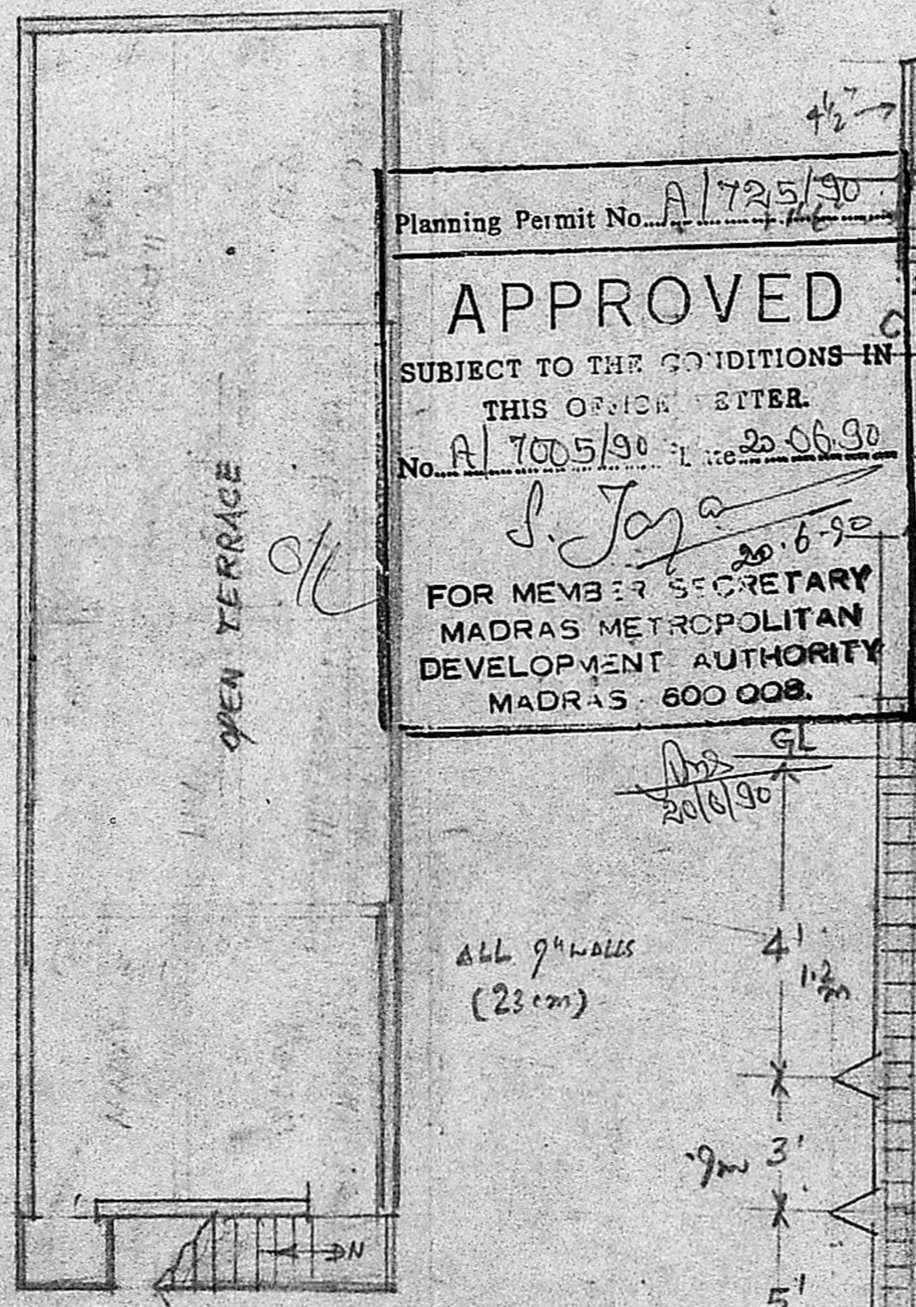 4½"
Planning Permit No. A/725/90
APPROVED
SUBJECT TO THE CONDITIONS IN
THIS OFFICE LETTER.
No. A/7005/90 Date 20.06.90
20.6.90
FOR MEMBER SECRETARY
MADRAS METROPOLITAN
DEVELOPMENT AUTHORITY
MADRAS. 600 008.
OPEN TERRACE
GL
20/6/90
ALL 9" WALLS
(23 cm)
4'
1.2m
.9m 3'
5'
DN